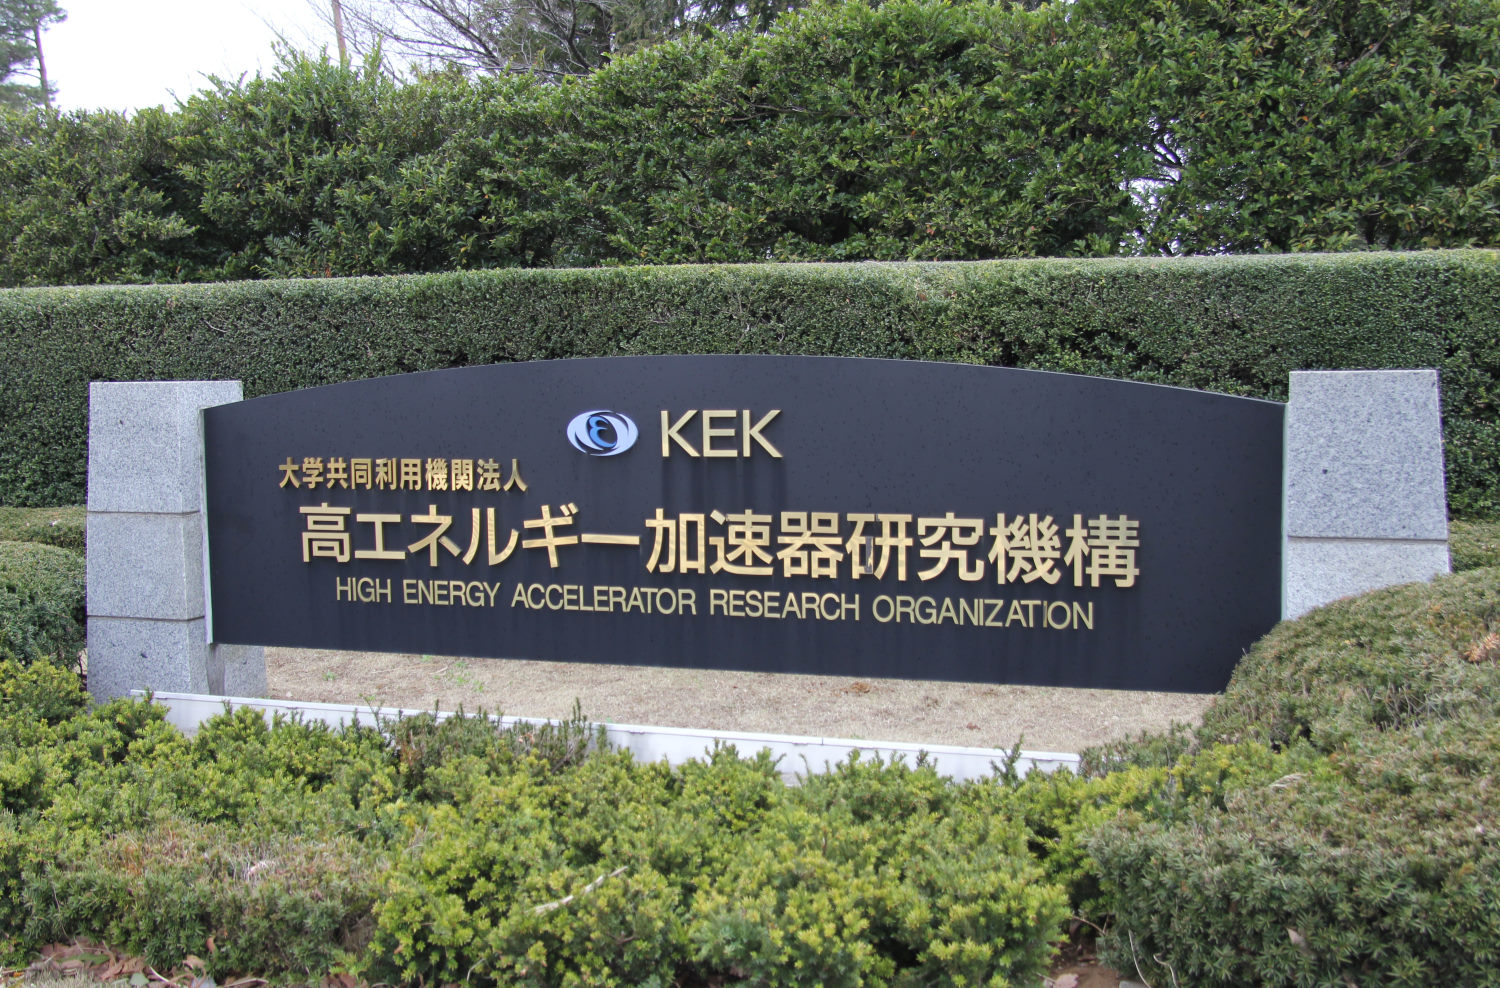 KEK
大学共同利用機関法人
高エネルギー加速器研究機構
HIGH ENERGY ACCELERATOR RESEARCH ORGANIZATION